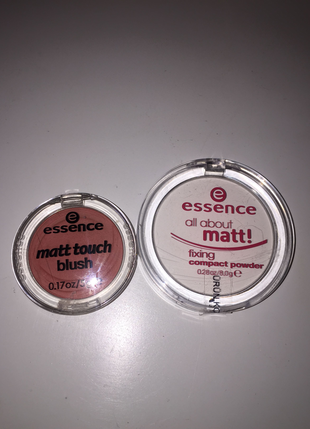 e
essence
matt touch
blush
0.17oz/
e
essence
all about
matt!
fixing
compact powder
0.28oz/8.0g e